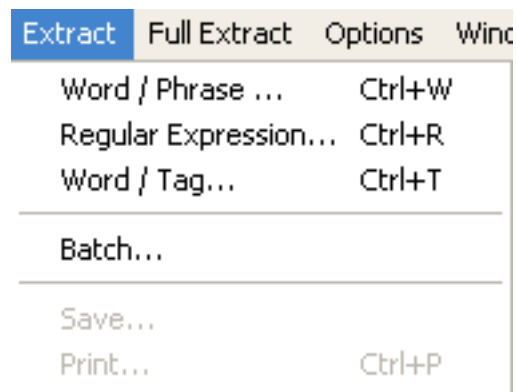 Extract Full Extract Options
Word / Phrase ... Ctrl+W
Regular Expression... Ctrl+R
Word / Tag... Ctrl+T
Batch...
Save...
Print... Ctrl+P